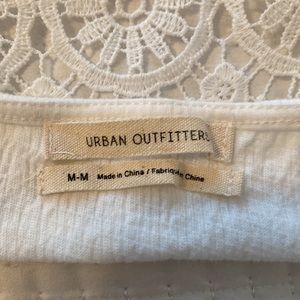 URBAN OUTFITTERS
M-M Made in China / Fabriqué en Chine